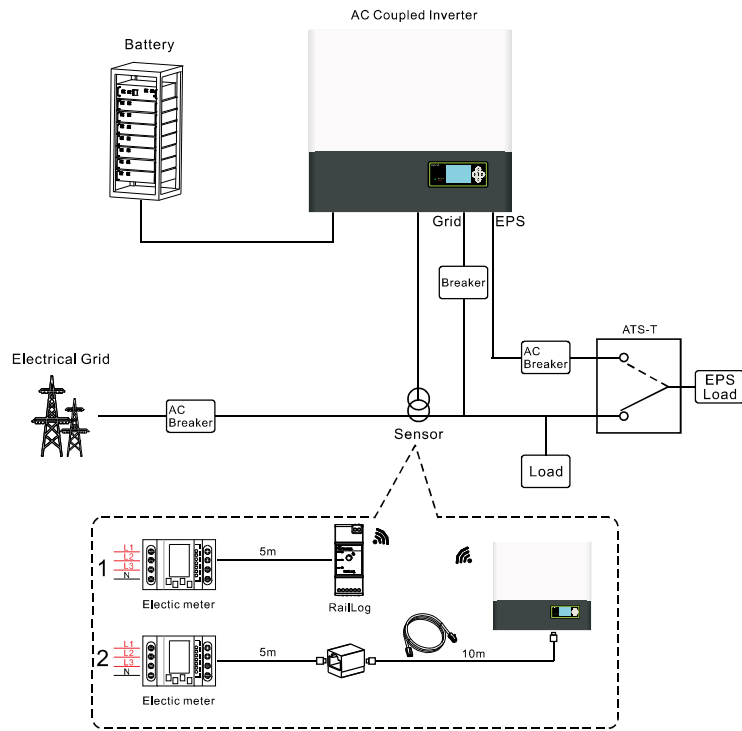 AC Coupled Inverter
Battery
Grid
EPS
Breaker
ATS-T
AC
Breaker
EPS
Load
Electrical Grid
AC
Breaker
Sensor
Load
1
L1
L2
L3
N
5m
Electic meter
RailLog
2
L1
L2
L3
N
5m
10m
Electic meter